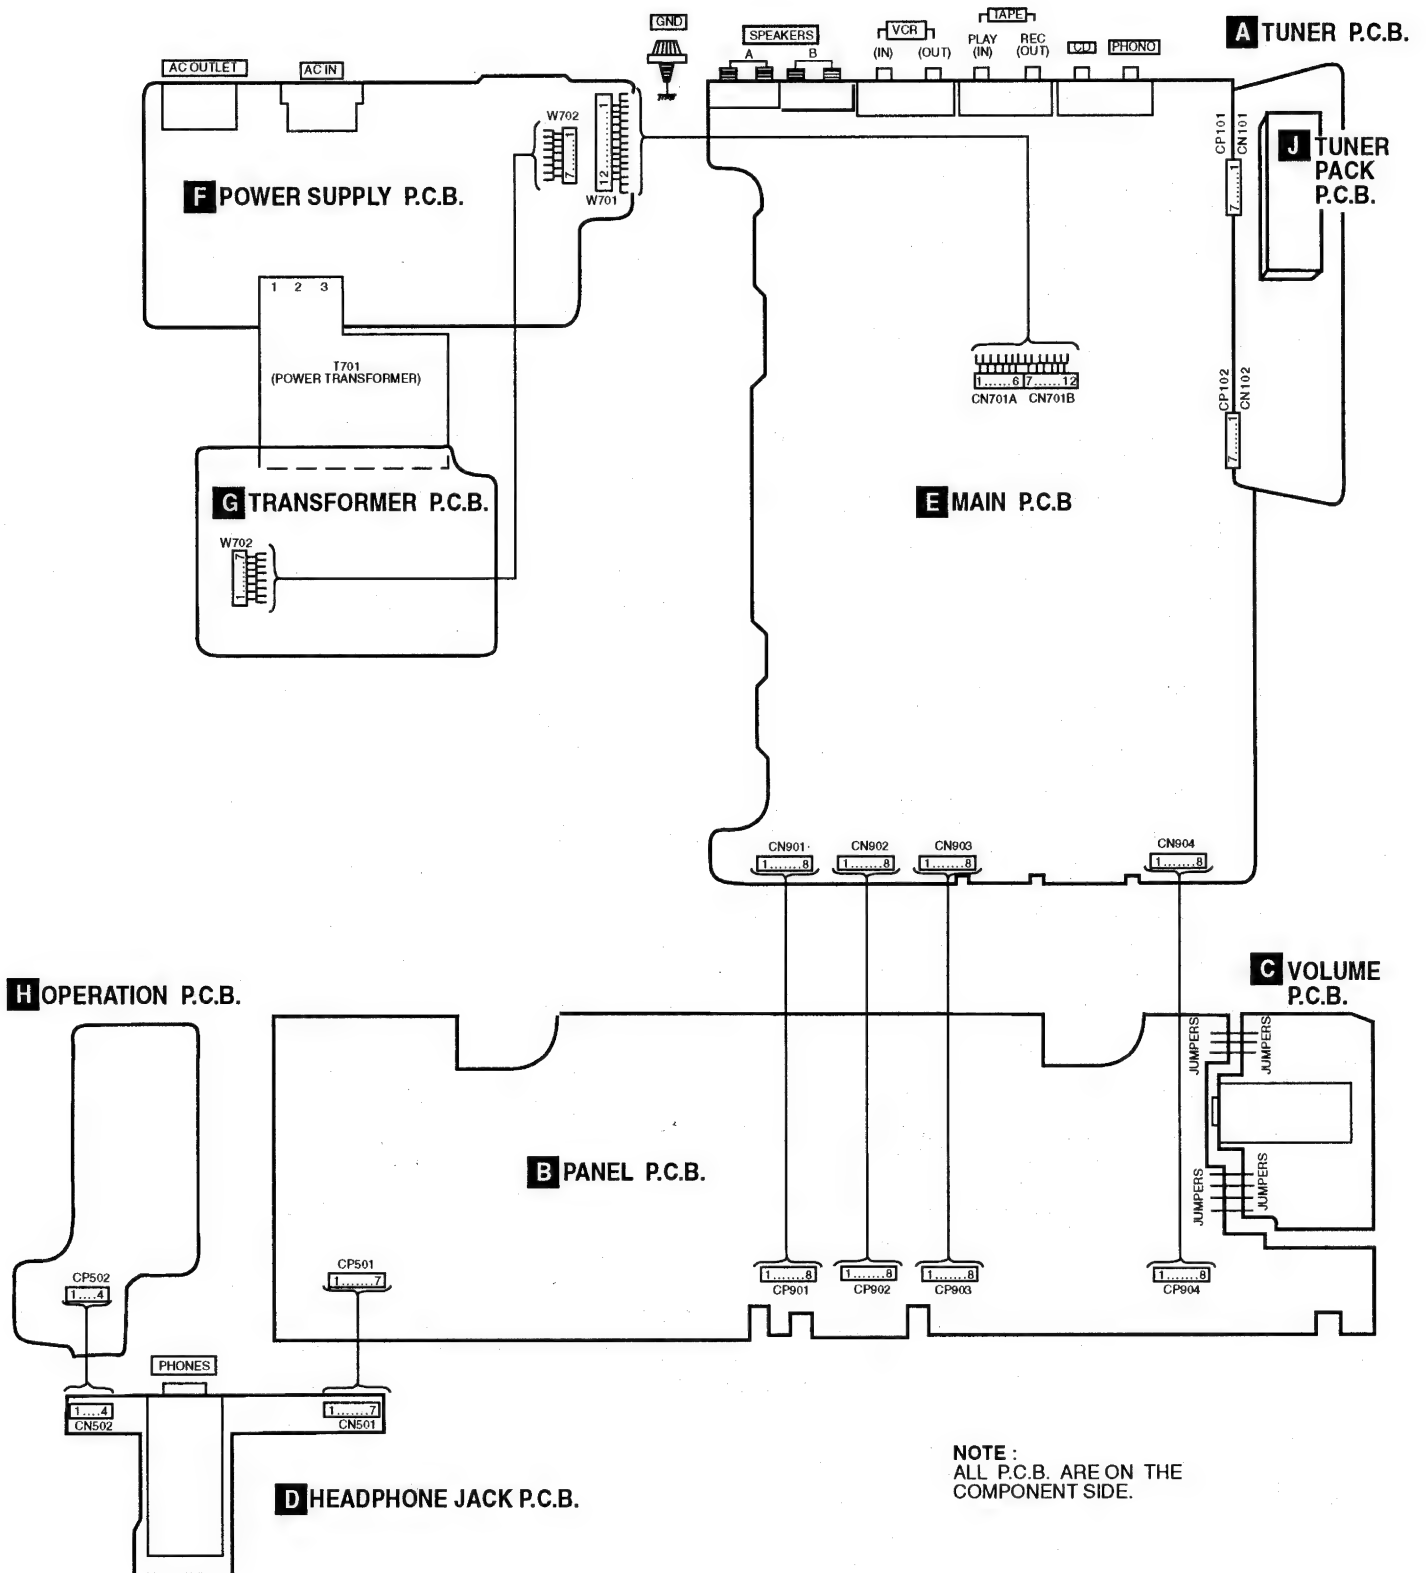 GND
TAPE
VCR
SPEAKERS
A B
(IN) (OUT)
PLAY
(IN)
REC
(OUT)
CD
PHONO
A TUNER P.C.B.
AC OUTLET
AC IN
W702
7.......1
12.......1
W701
F POWER SUPPLY P.C.B.
CP101
CN101
7.......1
J TUNER
PACK
P.C.B.
1 2 3
T701
(POWER TRANSFORMER)
1......6 7......12
CN701A CN701B
CP102
CN102
7.......1
G TRANSFORMER P.C.B.
E MAIN P.C.B
W702
1.......7
CN901
1.......8
CN902
1.......8
CN903
1.......8
CN904
1.......8
H OPERATION P.C.B.
C VOLUME
P.C.B.
JUMPERS
JUMPERS
B PANEL P.C.B.
JUMPERS
JUMPERS
CP502
1....4
CP501
1.......7
1.......8
CP901
1.......8
CP902
1.......8
CP903
1.......8
CP904
PHONES
1....4
CN502
1.......7
CN501
D HEADPHONE JACK P.C.B.
NOTE :
ALL P.C.B. ARE ON THE
COMPONENT SIDE.